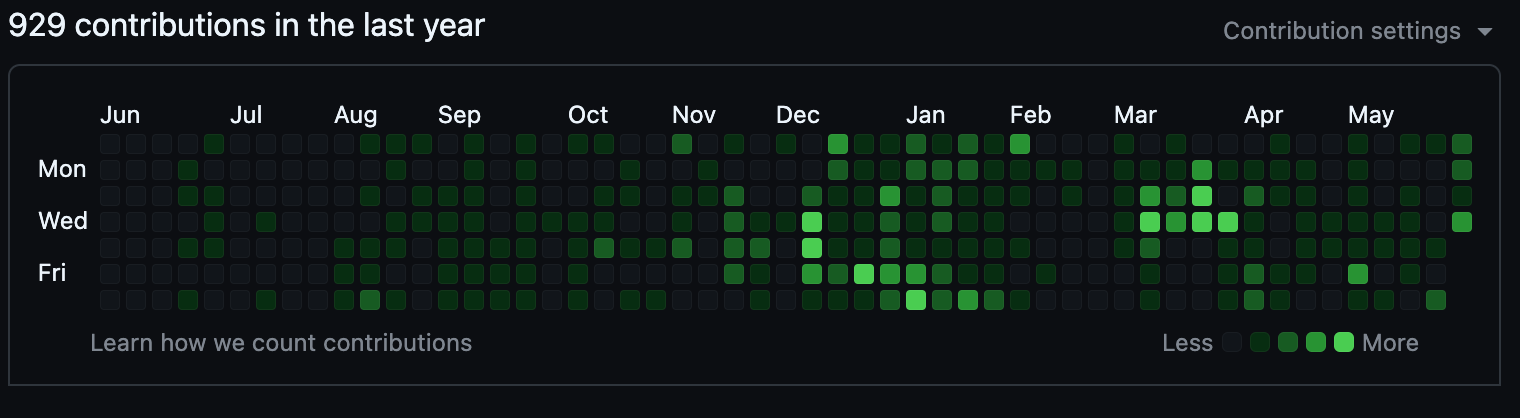 929 contributions in the last year
Contribution settings
Jun Jul Aug Sep Oct Nov Dec Jan Feb Mar Apr May
Mon
Wed
Fri
Learn how we count contributions
Less More